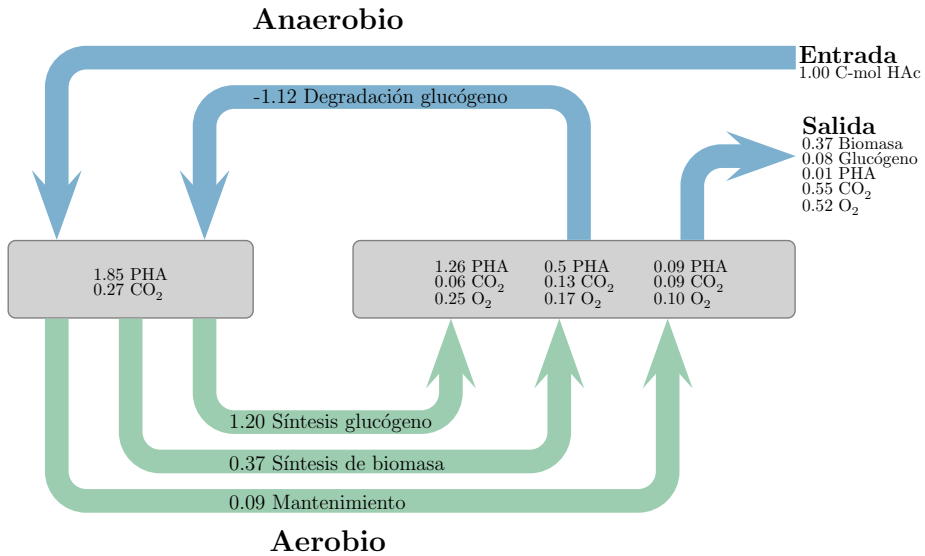 Anaerobio
Entrada
1.00 C-mol HAc
-1.12 Degradación glucógeno
Salida
0.37 Biomasa
0.08 Glucógeno
0.01 PHA
0.55 CO₂
0.52 O₂
1.85 PHA
0.27 CO₂
1.26 PHA
0.06 CO₂
0.25 O₂
0.5 PHA
0.13 CO₂
0.17 O₂
0.09 PHA
0.09 CO₂
0.10 O₂
1.20 Síntesis glucógeno
0.37 Síntesis de biomasa
0.09 Mantenimiento
Aerobio